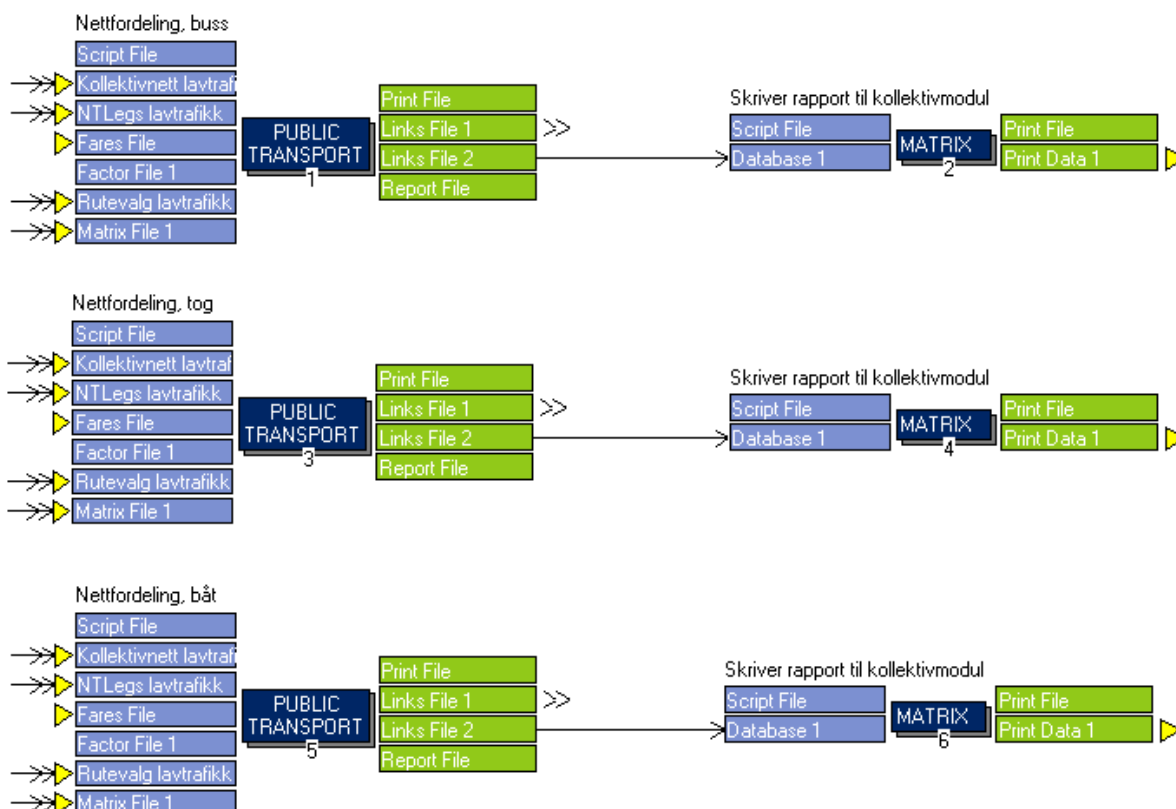 Nettfordeling, buss
Script File
Kollektivnett lavtrafi
NTLegs lavtrafikk
Fares File
Factor File 1
Rutevalg lavtrafikk
Matrix File 1
PUBLIC
TRANSPORT
1
Print File
Links File 1
Links File 2
Report File
Skriver rapport til kollektivmodul
Script File
Database 1
MATRIX
2
Print File
Print Data 1
Nettfordeling, tog
Script File
Kollektivnett lavtraf
NTLegs lavtrafikk
Fares File
Factor File 1
Rutevalg lavtrafikk
Matrix File 1
PUBLIC
TRANSPORT
3
Print File
Links File 1
Links File 2
Report File
Skriver rapport til kollektivmodul
Script File
Database 1
MATRIX
4
Print File
Print Data 1
Nettfordeling, båt
Script File
Kollektivnett lavtrafi
NTLegs lavtrafikk
Fares File
Factor File 1
Rutevalg lavtrafikk
Matrix File 1
PUBLIC
TRANSPORT
5
Print File
Links File 1
Links File 2
Report File
Skriver rapport til kollektivmodul
Script File
Database 1
MATRIX
6
Print File
Print Data 1